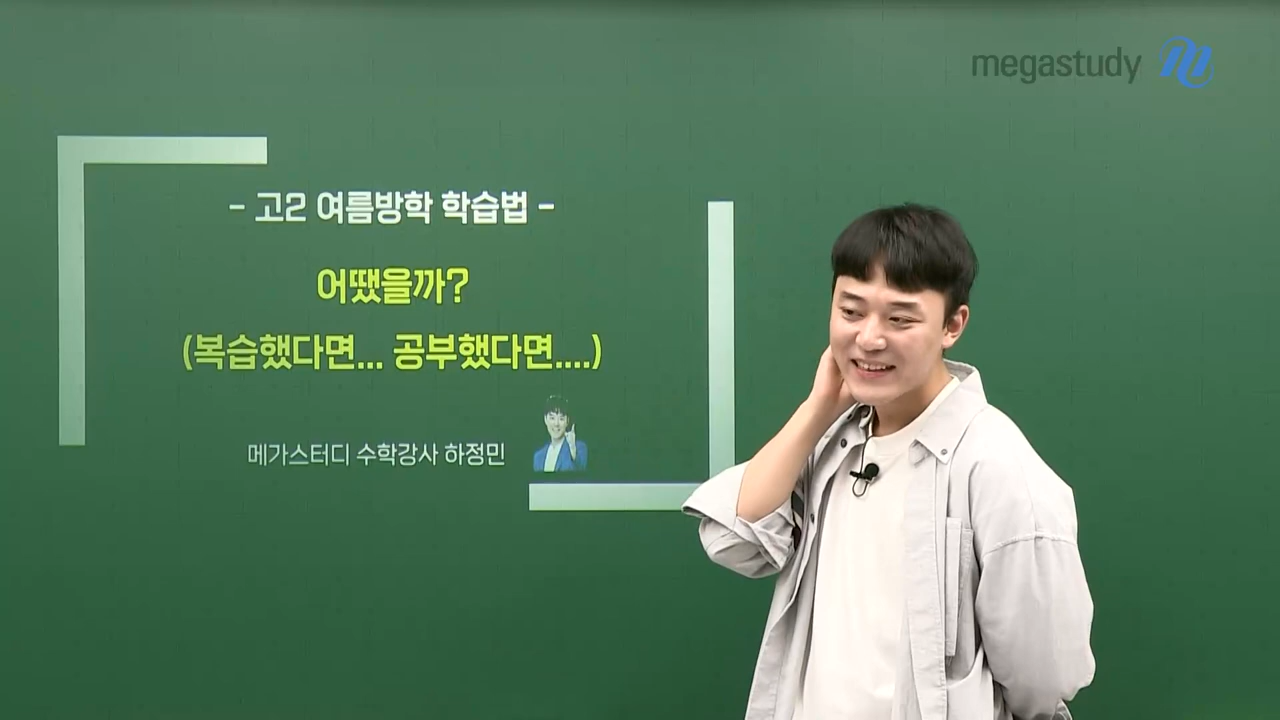 megastudy
- 고2 여름방학 학습법 -
어땠을까?
(복습했다면... 공부했다면....)
메가스터디 수학강사 하정민